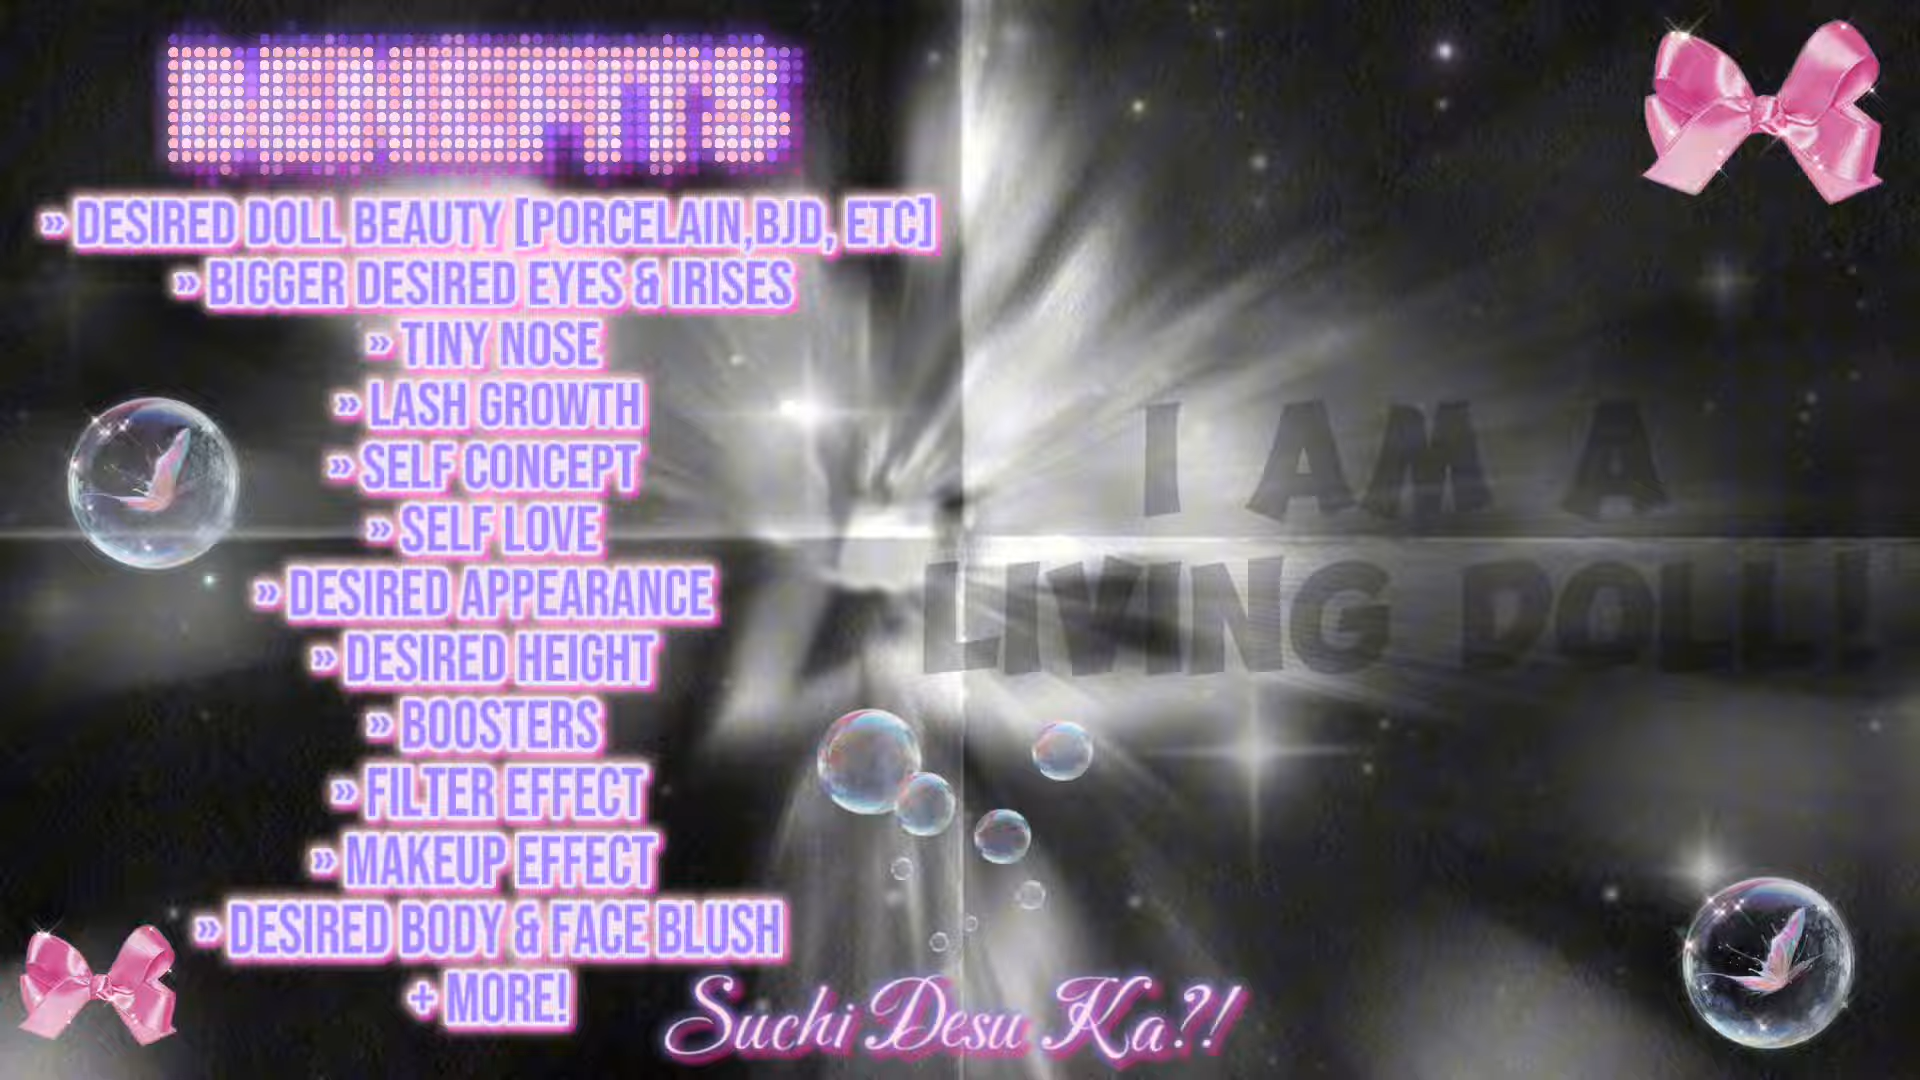 BENEFITS
» DESIRED DOLL BEAUTY [PORCELAIN,BJD, ETC]
» BIGGER DESIRED EYES & IRISES
» TINY NOSE
» LASH GROWTH
» SELF CONCEPT
» SELF LOVE
» DESIRED APPEARANCE
» DESIRED HEIGHT
» BOOSTERS
» FILTER EFFECT
» MAKEUP EFFECT
» DESIRED BODY & FACE BLUSH
+ MORE!
I AM A
LIVING DOLL!
Suchi Desu Ka?!